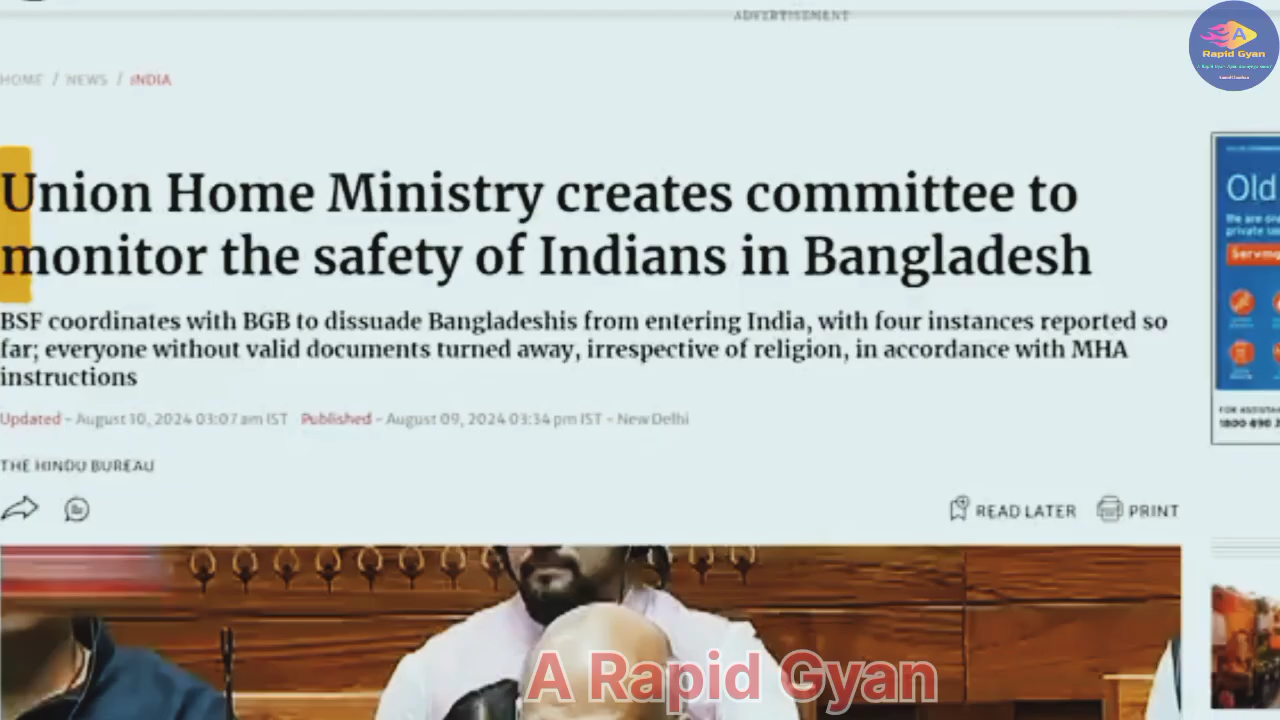 ADVERTISEMENT
A
Rapid Gyan
HOME / NEWS / INDIA
Union Home Ministry creates committee to
monitor the safety of Indians in Bangladesh
BSF coordinates with BGB to dissuade Bangladeshis from entering India, with four instances reported so
far; everyone without valid documents turned away, irrespective of religion, in accordance with MHA
instructions
Updated - August 10, 2024 03:07 am IST Published - August 09, 2024 03:34 pm IST - New Delhi
THE HINDU BUREAU
READ LATER PRINT
Old
We are
private
A Rapid Gyan